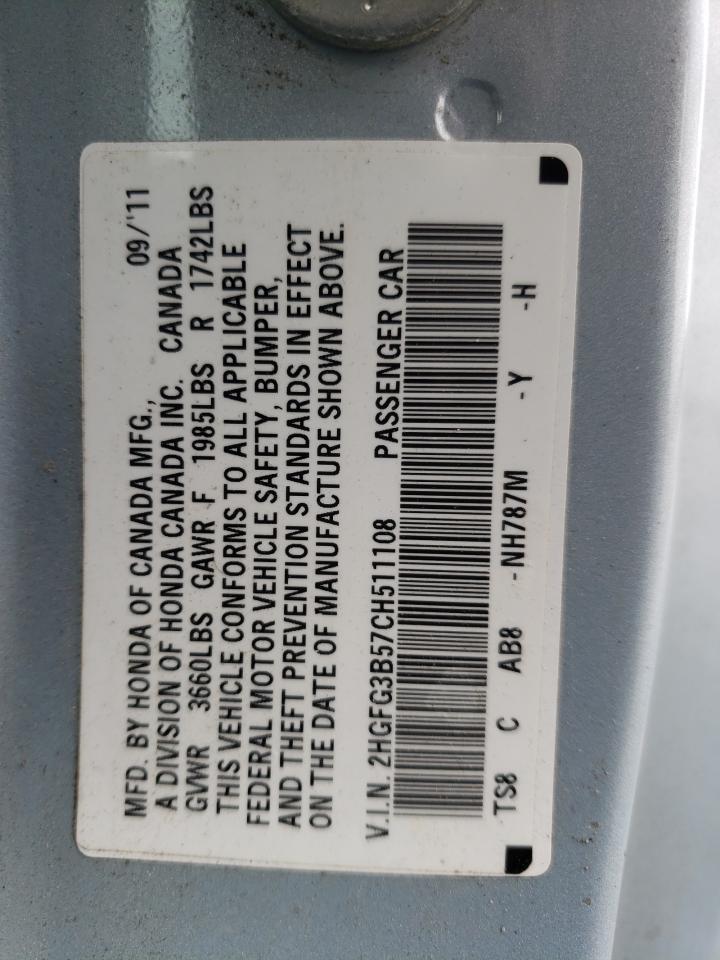 MFD. BY HONDA OF CANADA MFG., 09/'11
A DIVISION OF HONDA CANADA INC. CANADA
GVWR 3660LBS GAWR F 1985LBS R 1742LBS
THIS VEHICLE CONFORMS TO ALL APPLICABLE
FEDERAL MOTOR VEHICLE SAFETY, BUMPER,
AND THEFT PREVENTION STANDARDS IN EFFECT
ON THE DATE OF MANUFACTURE SHOWN ABOVE.
V.I.N. 2HGFG3B57CH511108 PASSENGER CAR
TS8 C AB8 -NH787M -Y -H